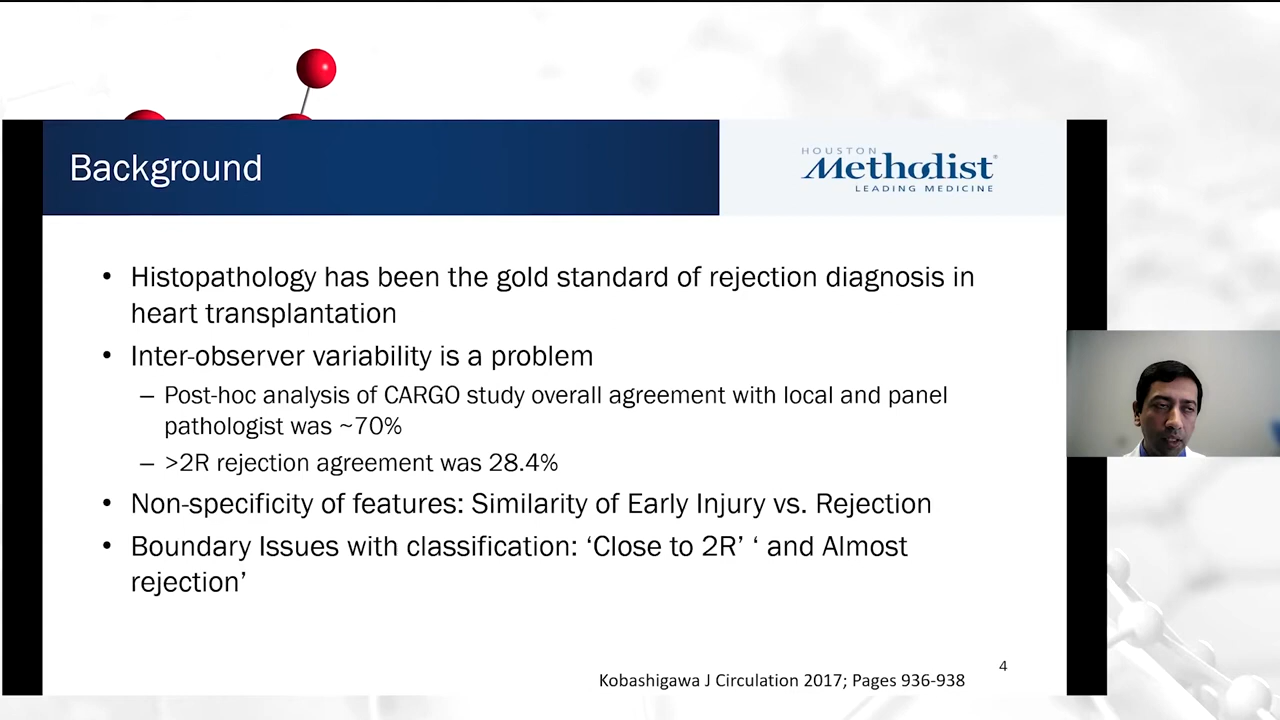 Background
HOUSTON
Methodist®
LEADING MEDICINE
• Histopathology has been the gold standard of rejection diagnosis in
heart transplantation
• Inter-observer variability is a problem
– Post-hoc analysis of CARGO study overall agreement with local and panel
pathologist was ~70%
– >2R rejection agreement was 28.4%
• Non-specificity of features: Similarity of Early Injury vs. Rejection
• Boundary Issues with classification: ‘Close to 2R’ ‘ and Almost
rejection’
4
Kobashigawa J Circulation 2017; Pages 936-938